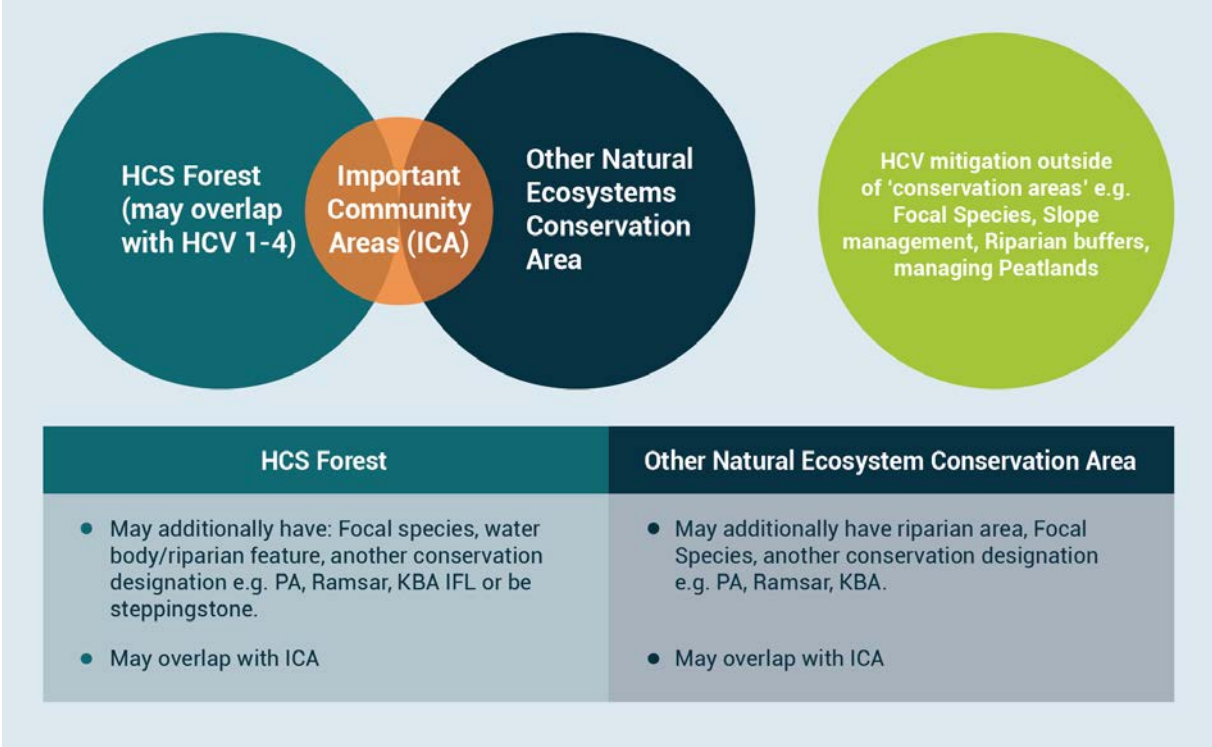 HCS Forest
(may overlap
with HCV 1-4)
Important
Community
Areas (ICA)
Other Natural
Ecosystems
Conservation
Area
HCV mitigation outside
of ‘conservation areas’ e.g.
Focal Species, Slope
management, Riparian buffers,
managing Peatlands
HCS Forest
● May additionally have: Focal species, water
body/riparian feature, another conservation
designation e.g. PA, Ramsar, KBA IFL or be
steppingstone.
● May overlap with ICA
Other Natural Ecosystem Conservation Area
● May additionally have riparian area, Focal
Species, another conservation designation
e.g. PA, Ramsar, KBA.
● May overlap with ICA